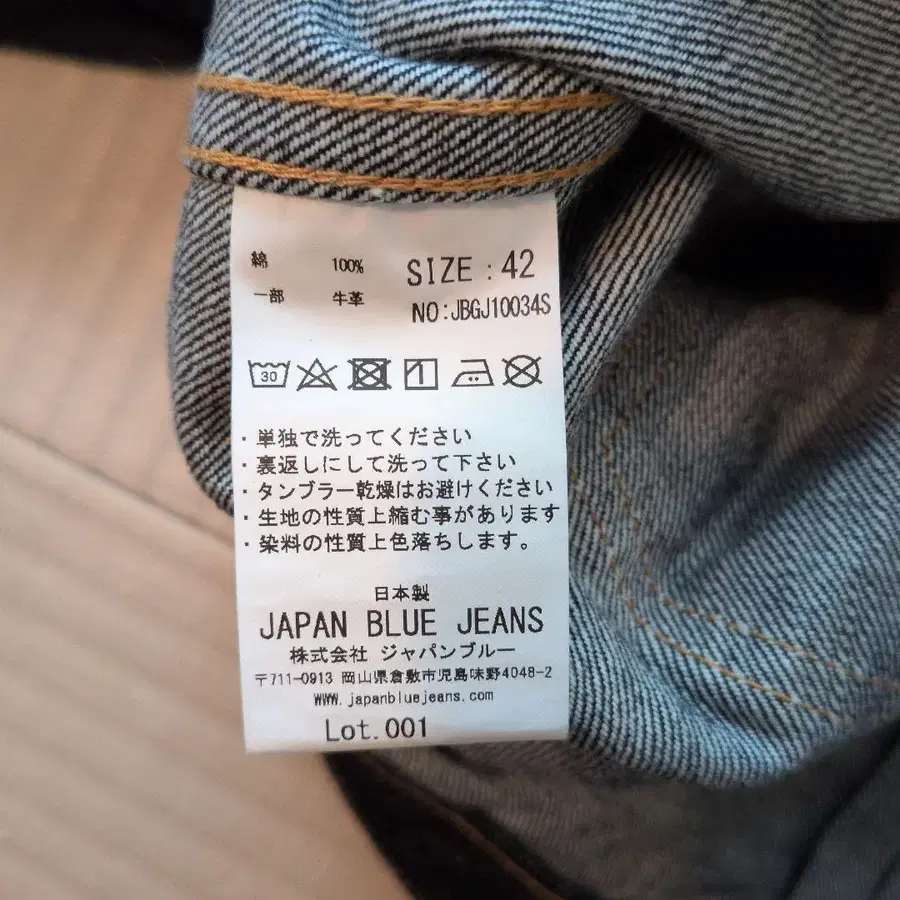 綿 100% SIZE : 42
一部 牛革 NO:JBGJ10034S
30
・単独で洗ってください
・裏返しにして洗って下さい
・タンブラー乾燥はお避けください
・生地の性質上縮む事があります
・染料の性質上色落ちします。
日本製
JAPAN BLUE JEANS
株式会社 ジャパンブルー
〒711-0913 岡山県倉敷市児島味野4048-2
www.japanbluejeans.com
Lot.001